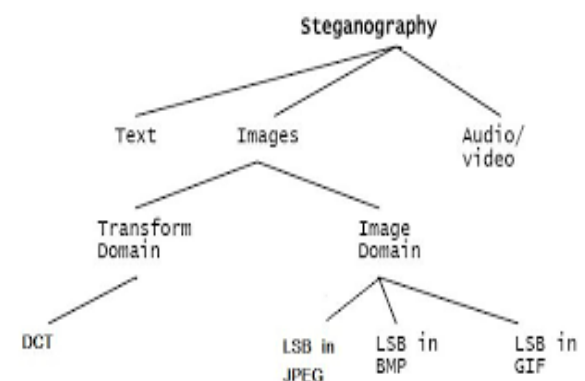 Steganography
Text
Images
Audio/
video
Transform
Domain
Image
Domain
DCT
LSB in
JPEG
LSB in
BMP
LSB in
GIF